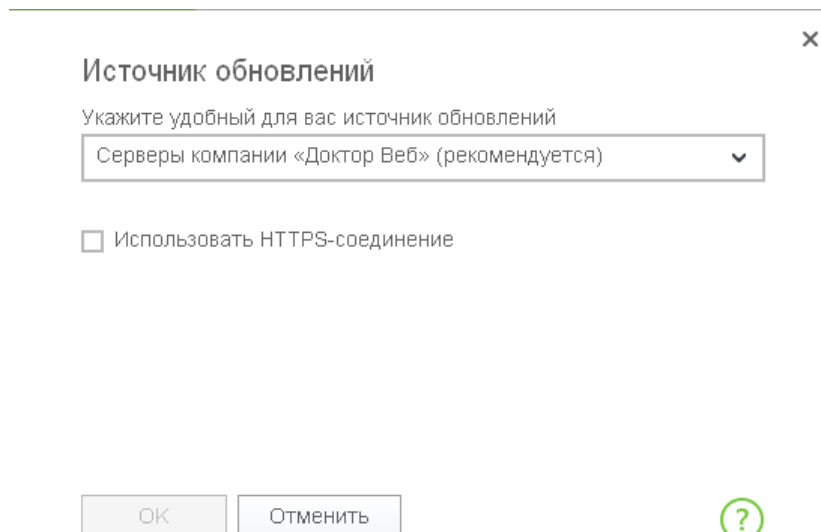 Источник обновлений
Укажите удобный для вас источник обновлений
Серверы компании «Доктор Веб» (рекомендуется)
Использовать HTTPS-соединение
OK
Отменить
?